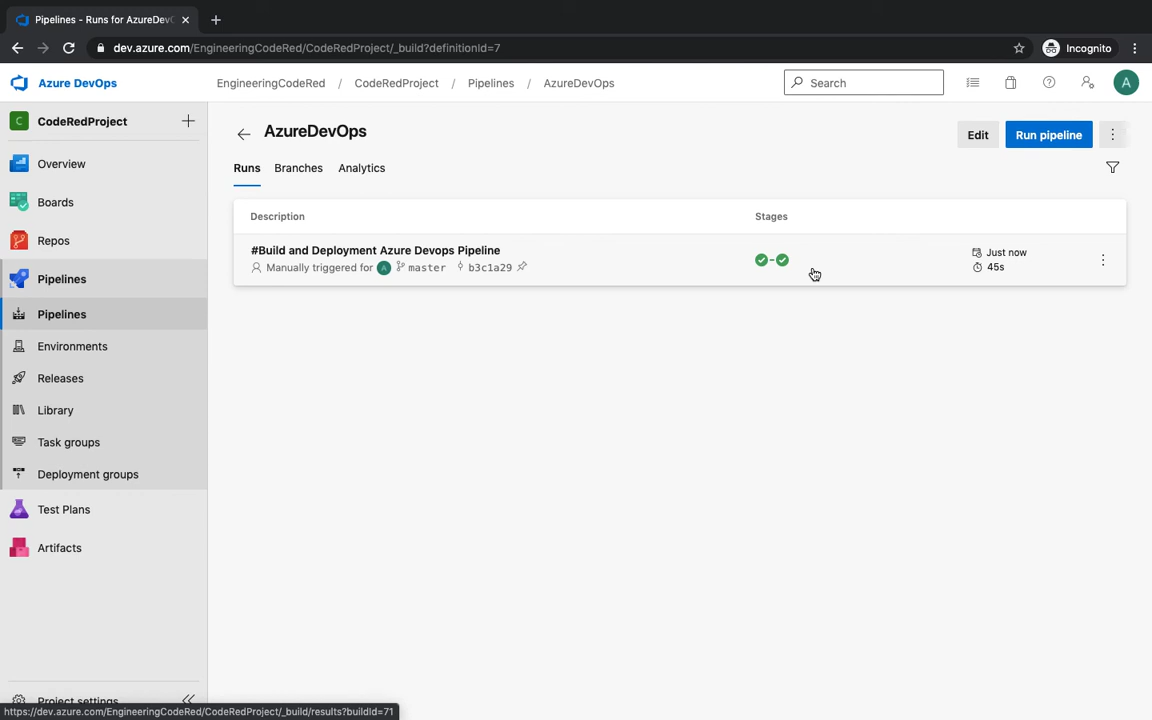 Pipelines - Runs for AzureDevO
dev.azure.com/EngineeringCodeRed/CodeRedProject/_build?definitionId=7
Incognito
Azure DevOps
EngineeringCodeRed / CodeRedProject / Pipelines / AzureDevOps
Search
A
C CodeRedProject
Overview
Boards
Repos
Pipelines
Pipelines
Environments
Releases
Library
Task groups
Deployment groups
Test Plans
Artifacts
Project settings
AzureDevOps
Edit
Run pipeline
Runs Branches Analytics
Description Stages
#Build and Deployment Azure Devops Pipeline
Manually triggered for A master b3c1a29
Just now
45s
https://dev.azure.com/EngineeringCodeRed/CodeRedProject/_build/results?buildId=71